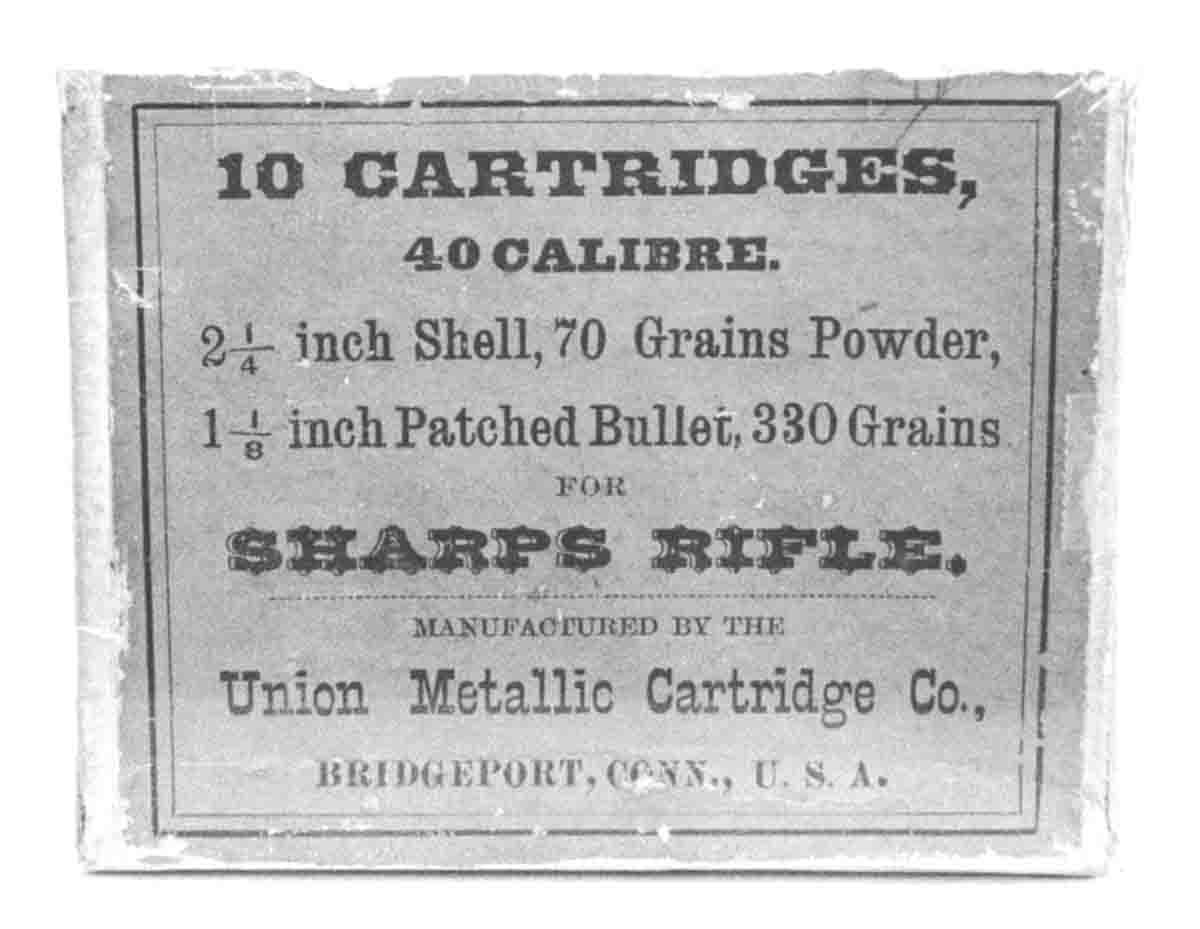 10 CARTRIDGES,
40 CALIBRE.
2 1/4 inch Shell, 70 Grains Powder,
1 1/8 inch Patched Bullet, 330 Grains
FOR
SHARPS RIFLE.
MANUFACTURED BY THE
Union Metallic Cartridge Co.,
BRIDGEPORT, CONN., U. S. A.